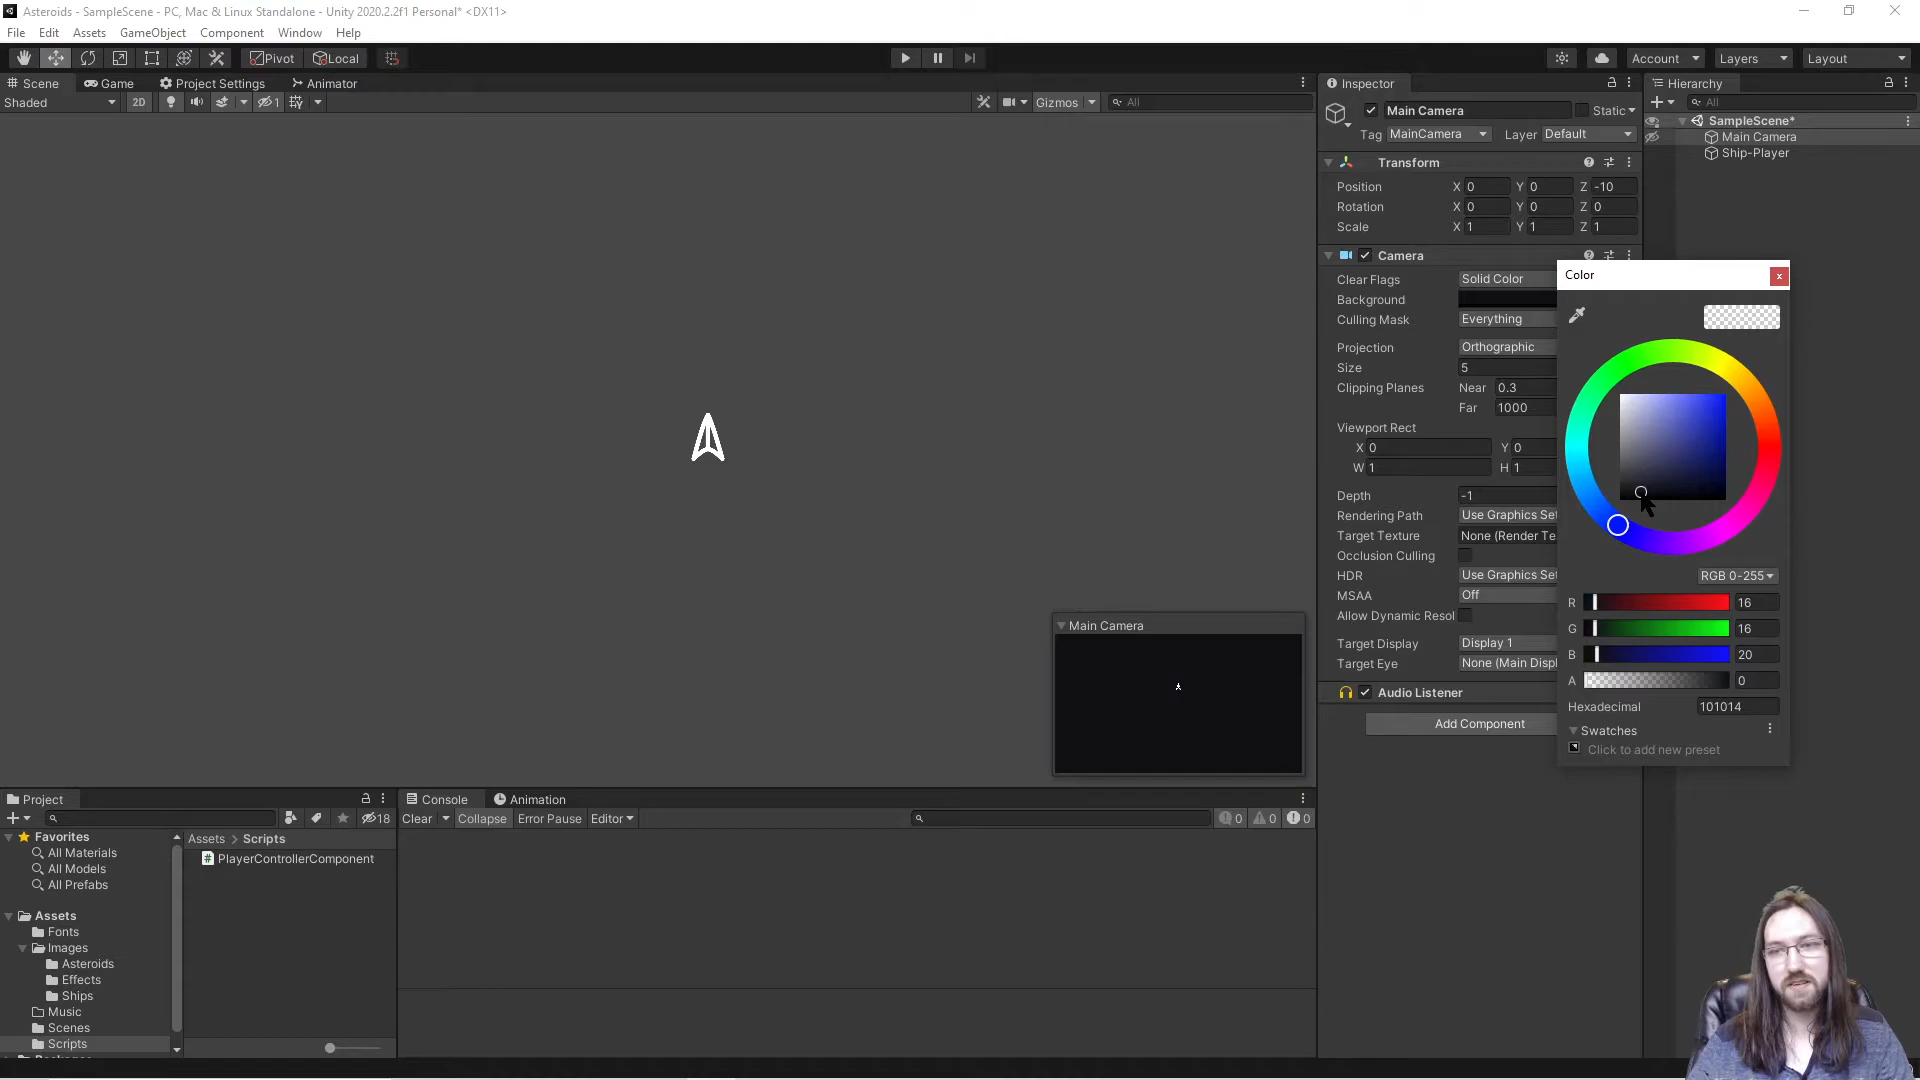 Asteroids - SampleScene - PC, Mac & Linux Standalone - Unity 2020.2.2f1 Personal* <DX11>
File Edit Assets GameObject Component Window Help
Pivot Local Account Layers Layout
Scene Game Project Settings Animator
Shaded 2D 1 Gizmos All
Inspector
Main Camera Static
Tag MainCamera Layer Default
Transform
Position X 0 Y 0 Z -10
Rotation X 0 Y 0 Z 0
Scale X 1 Y 1 Z 1
Camera
Clear Flags Solid Color
Background
Culling Mask Everything
Projection Orthographic
Size 5
Clipping Planes Near 0.3
Far 1000
Viewport Rect
X 0 Y 0
W 1 H 1
Depth -1
Rendering Path Use Graphics Set
Target Texture None (Render Te
Occlusion Culling
HDR Use Graphics Set
MSAA Off
Allow Dynamic Resol
Target Display Display 1
Target Eye None (Main Displ
Audio Listener
Add Component
Hierarchy
All
SampleScene*
Main Camera
Ship-Player
Color
x
RGB 0-255
R 16
G 16
B 20
A 0
Hexadecimal 101014
Swatches
Click to add new preset
Main Camera
Project
18
Favorites
All Materials
All Models
All Prefabs
Assets
Fonts
Images
Asteroids
Effects
Ships
Music
Scenes
Scripts
Assets > Scripts
# PlayerControllerComponent
Console Animation
Clear Collapse Error Pause Editor 0 0 0